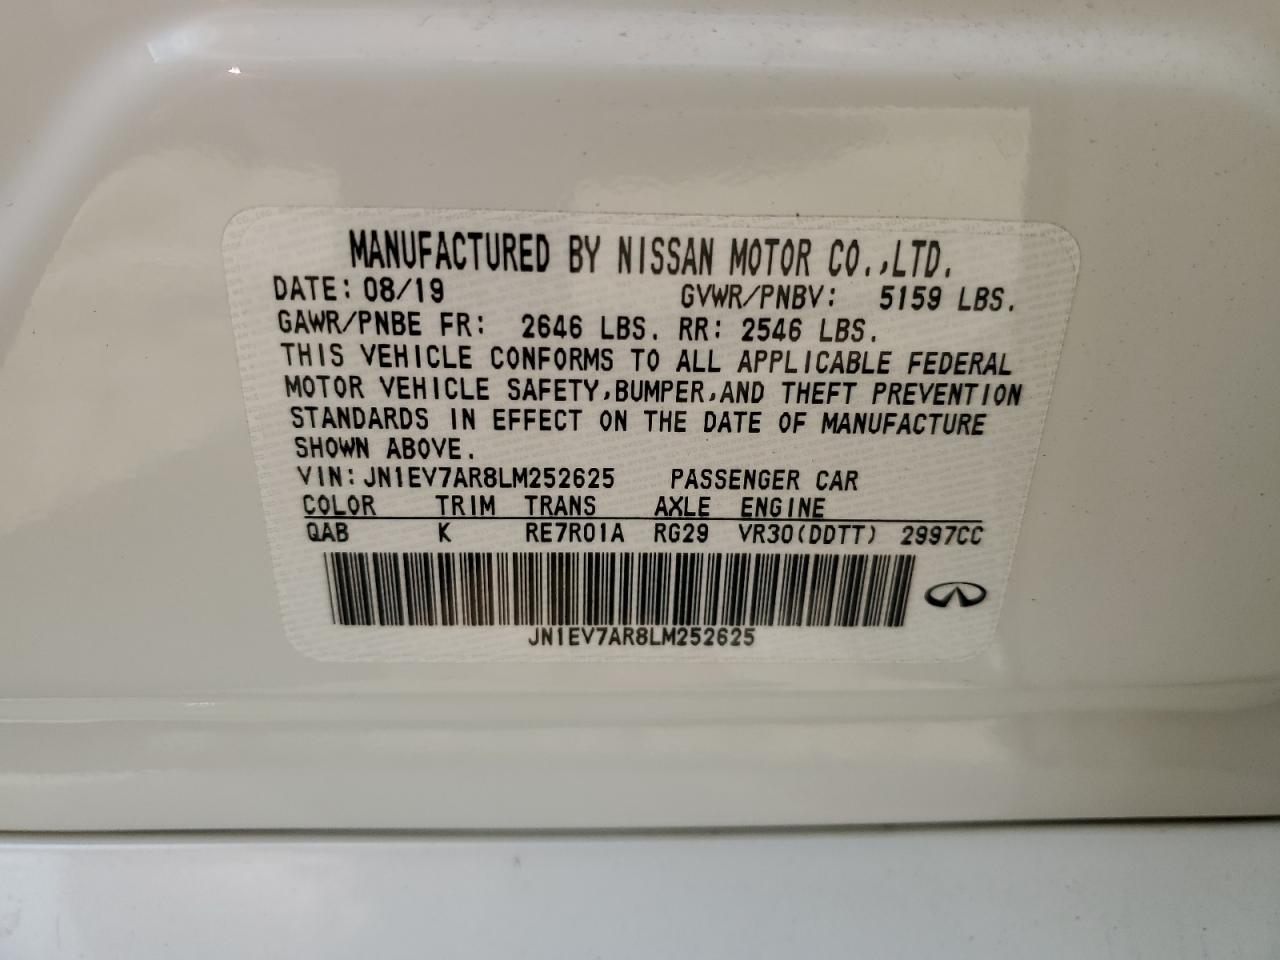 MANUFACTURED BY NISSAN MOTOR CO.,LTD.
DATE: 08/19 GVWR/PNBV: 5159 LBS.
GAWR/PNBE FR: 2646 LBS. RR: 2546 LBS.
THIS VEHICLE CONFORMS TO ALL APPLICABLE FEDERAL
MOTOR VEHICLE SAFETY,BUMPER,AND THEFT PREVENTION
STANDARDS IN EFFECT ON THE DATE OF MANUFACTURE
SHOWN ABOVE.
VIN: JN1EV7AR8LM252625 PASSENGER CAR
COLOR TRIM TRANS AXLE ENGINE
QAB K RE7R01A RG29 VR30(DDTT) 2997CC
JN1EV7AR8LM252625